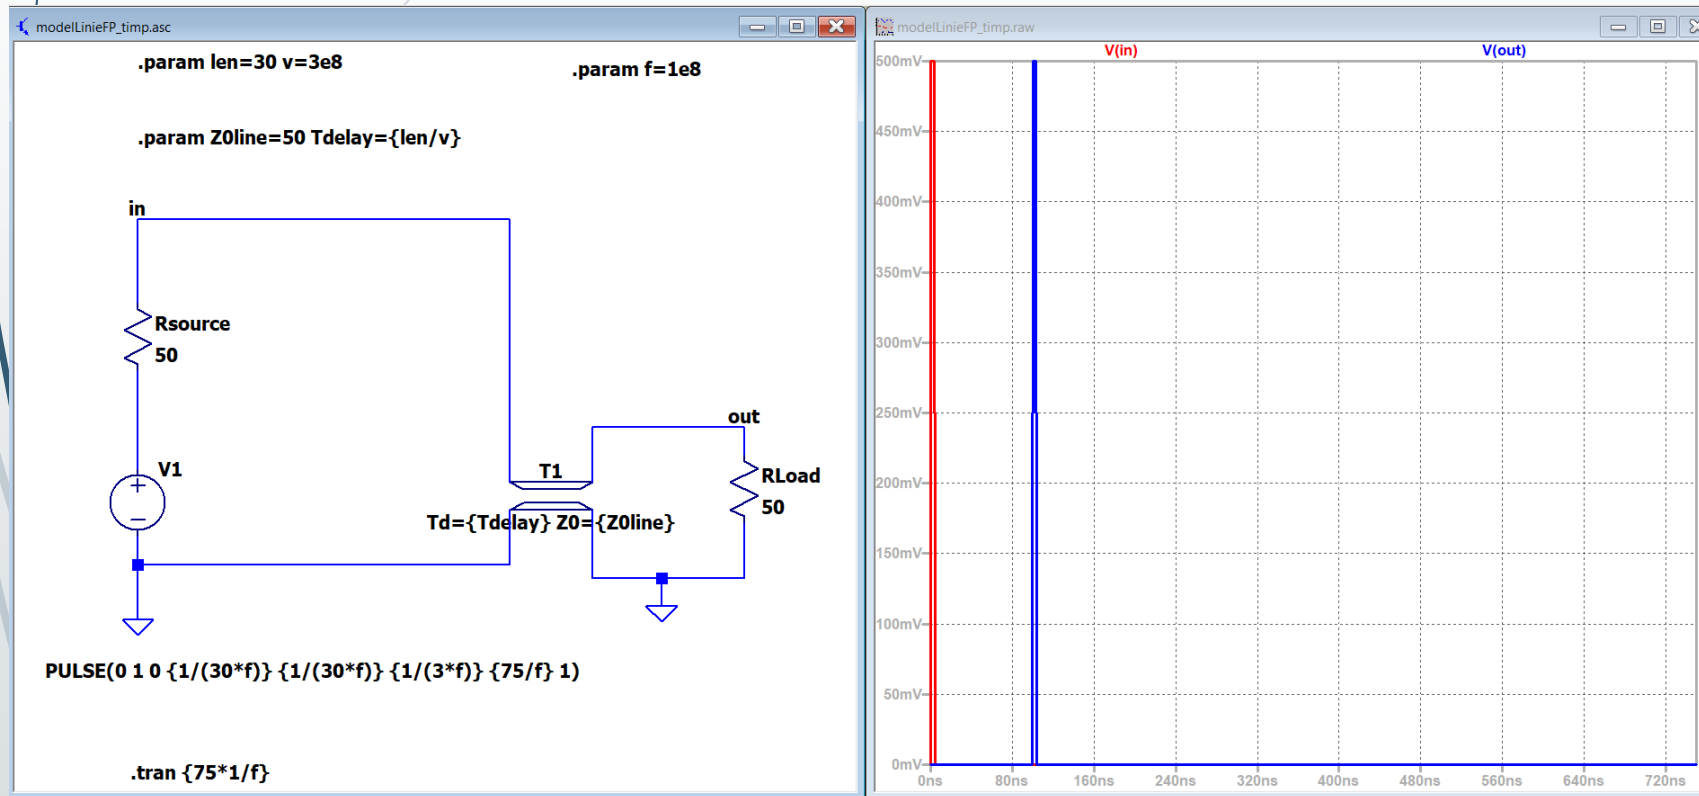 modelLinieFP_timp.asc
.param len=30 v=3e8
.param f=1e8
.param Z0line=50 Tdelay={len/v}
in
Rsource
50
V1
T1
Td={Tdelay} Z0={Z0line}
out
RLoad
50
PULSE(0 1 0 {1/(30*f)} {1/(30*f)} {1/(3*f)} {75/f} 1)
.tran {75*1/f}
modelLinieFP_timp.raw
V(in)
V(out)
500mV
450mV
400mV
350mV
300mV
250mV
200mV
150mV
100mV
50mV
0mV
0ns 80ns 160ns 240ns 320ns 400ns 480ns 560ns 640ns 720ns